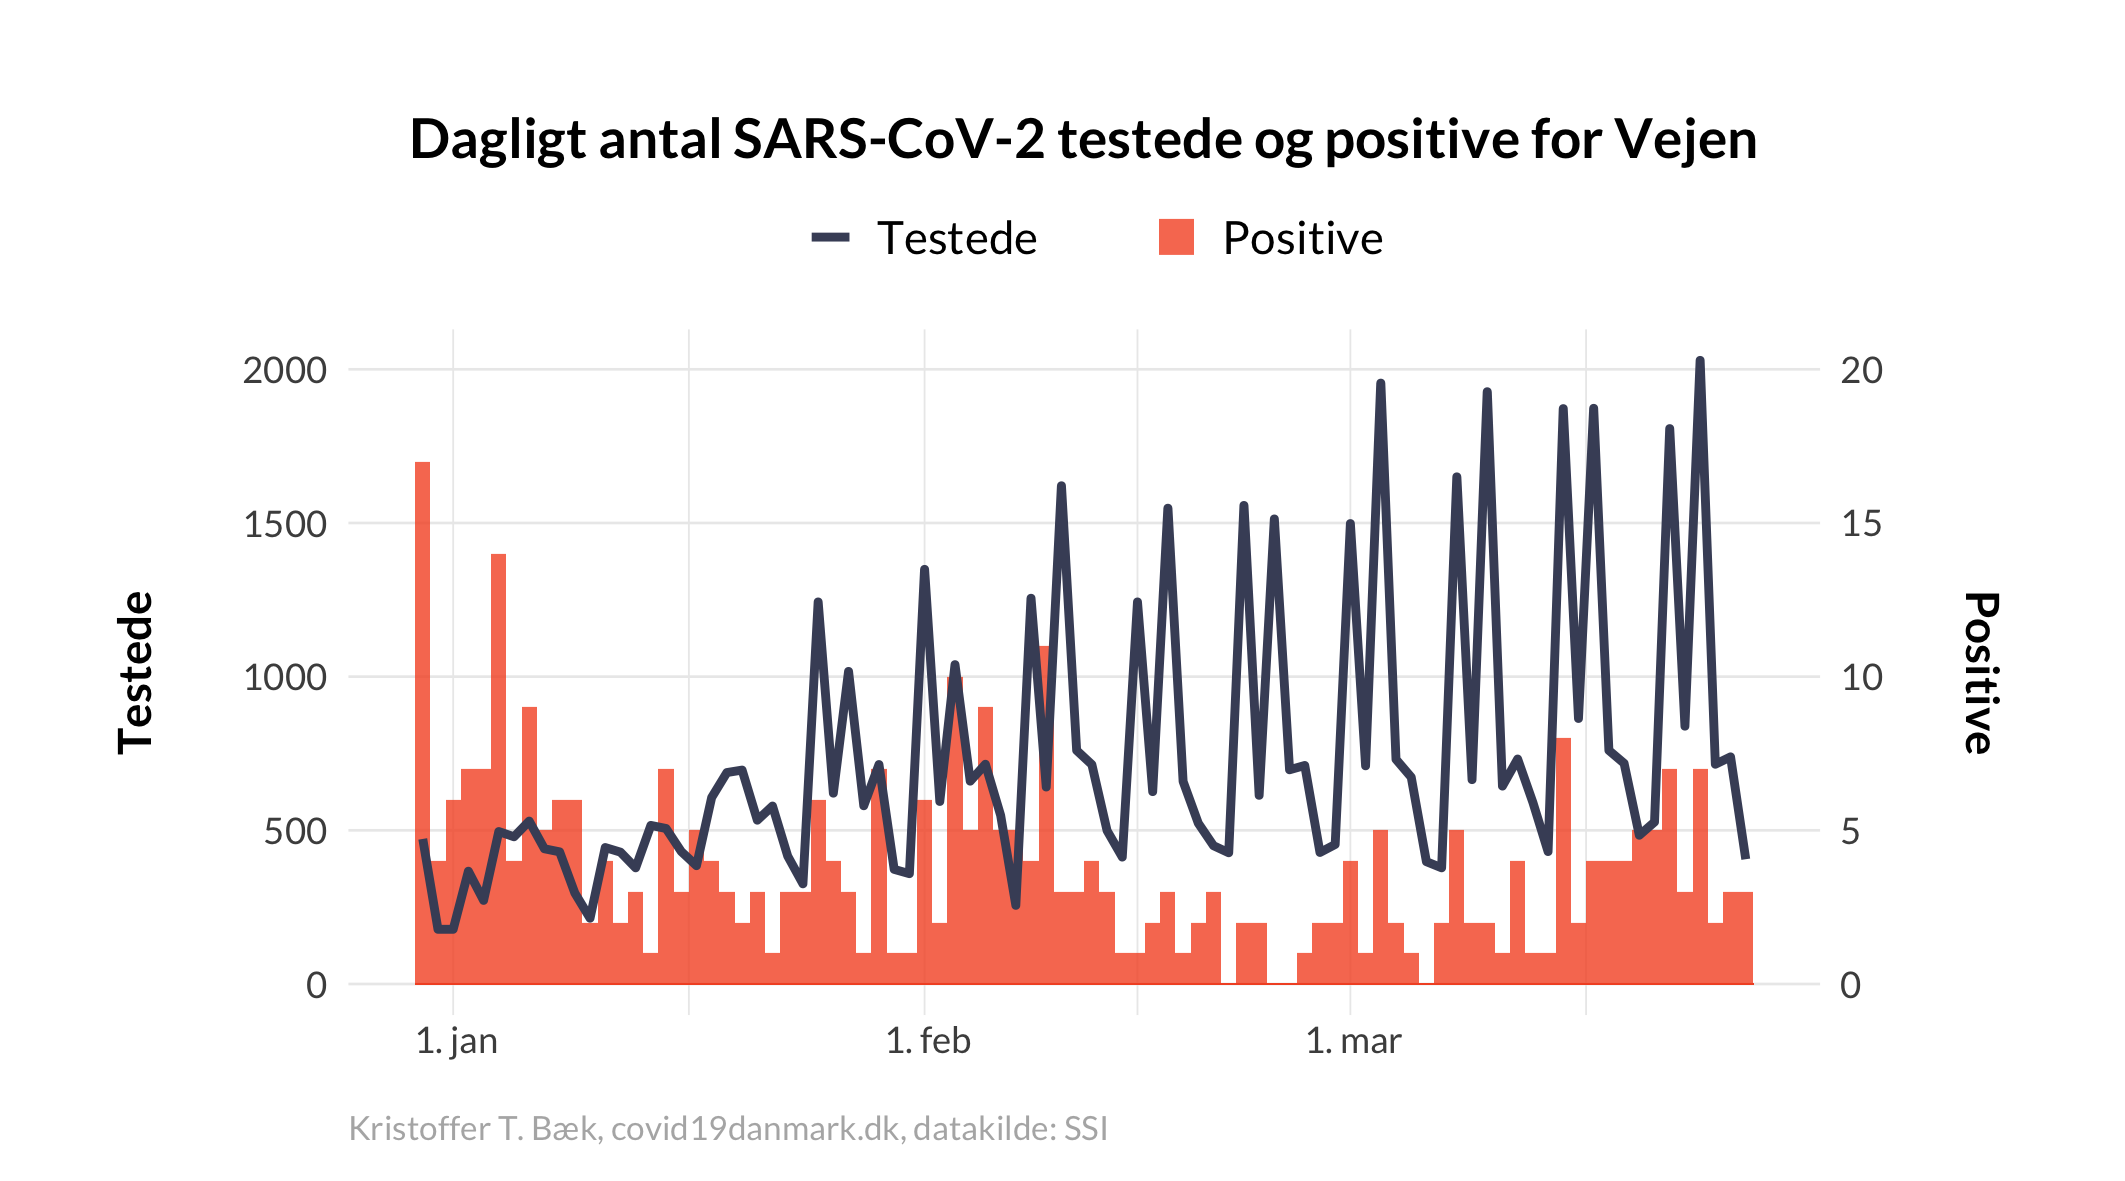 Dagligt antal SARS-CoV-2 testede og positive for Vejen
Testede
Positive
2000
1500
1000
500
0
20
15
10
5
0
Testede
Positive
1. jan
1. feb
1. mar
Kristoffer T. Bæk, covid19danmark.dk, datakilde: SSI